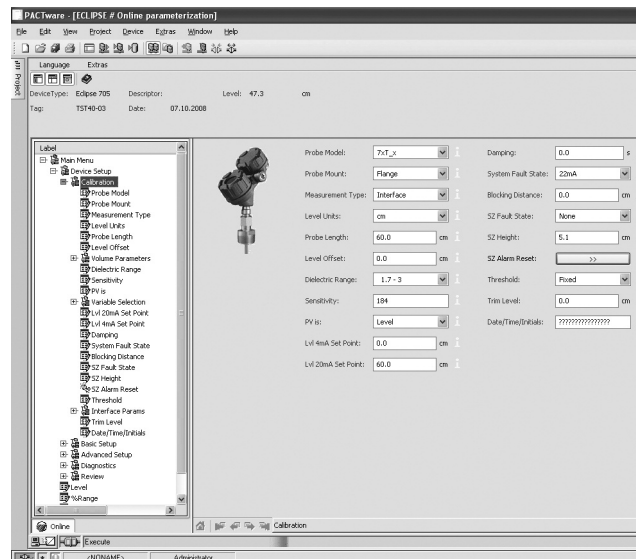 PACTware - [ECLIPSE # Online parameterization]
File Edit View Project Device Extras Window Help
Project
Language Extras
DeviceType: Eclipse 705 Descriptor: Level: 47.3 cm
Tag: TST40-03 Date: 07.10.2008
Label
Main Menu
Device Setup
Calibration
Probe Model
Probe Mount
Measurement Type
Level Units
Probe Length
Level Offset
Volume Parameters
Dielectric Range
Sensitivity
PV is
Variable Selection
Lvl 20mA Set Point
Lvl 4mA Set Point
Damping
System Fault State
Blocking Distance
SZ Fault State
SZ Height
SZ Alarm Reset
Threshold
Interface Params
Trim Level
Date/Time/Initials
Basic Setup
Advanced Setup
Diagnostics
Review
Level
%Range
Probe Model: 7xT_x
Probe Mount: Flange
Measurement Type: Interface
Level Units: cm
Probe Length: 60.0 cm
Level Offset: 0.0 cm
Dielectric Range: 1.7 - 3
Sensitivity: 184
PV is: Level
Lvl 4mA Set Point: 0.0 cm
Lvl 20mA Set Point: 60.0 cm
Damping: 0.0 s
System Fault State: 22mA
Blocking Distance: 0.0 cm
SZ Fault State: None
SZ Height: 5.1 cm
SZ Alarm Reset: >>
Threshold: Fixed
Trim Level: 0.0 cm
Date/Time/Initials: ????????????????
Online
Calibration
Execute
<NONAME> Administrator